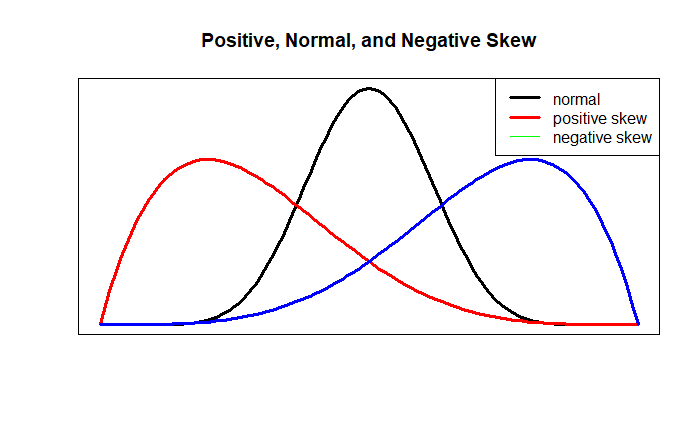 Positive, Normal, and Negative Skew
normal
positive skew
negative skew